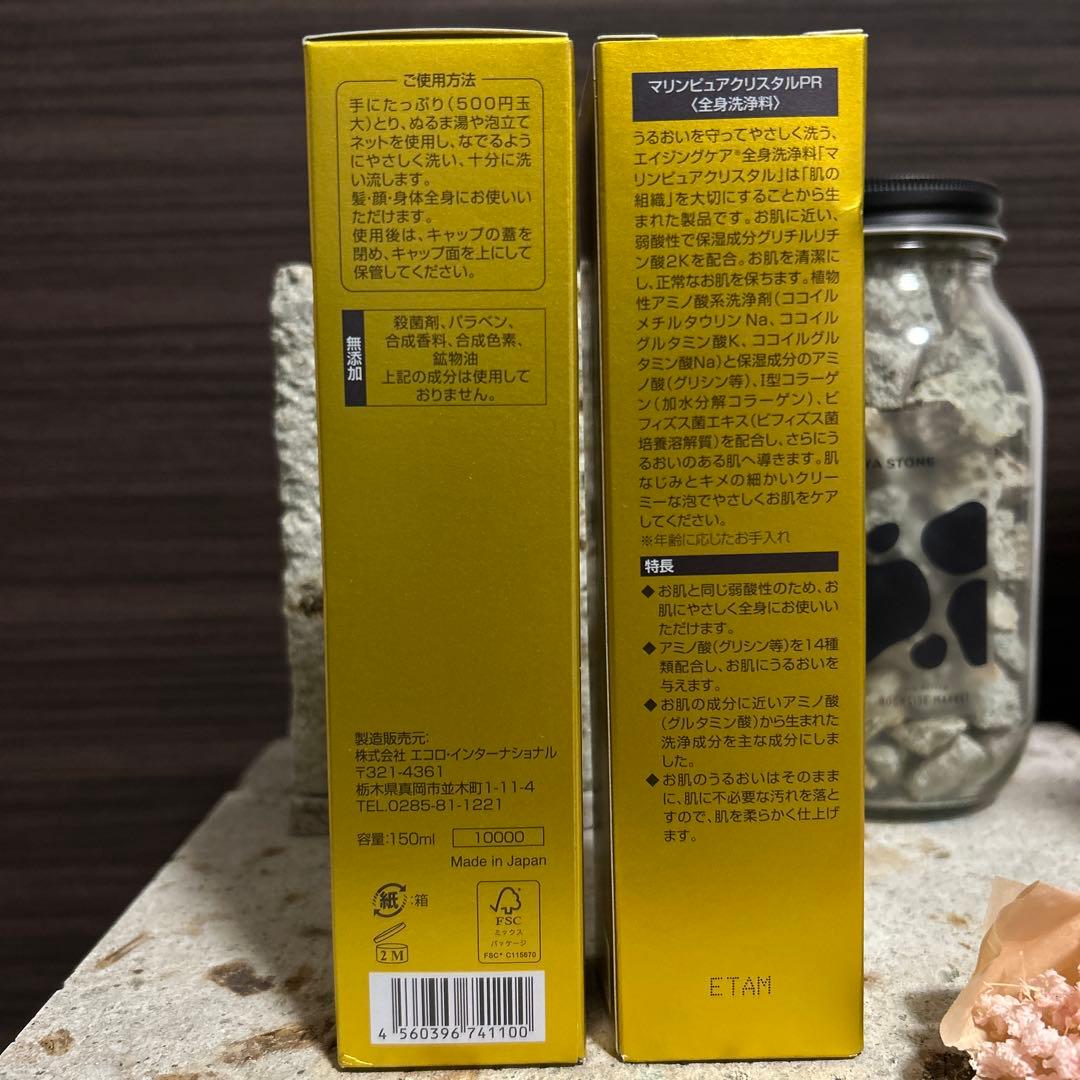 ご使用方法
手にたっぷり(500円玉
大)とり、ぬるま湯や泡立て
ネットを使用し、なでるよう
にやさしく洗い、十分に洗
い流します。
髪・顔・身体全身にお使いい
ただけます。
使用後は、キャップの蓋を
閉め、キャップ面を上にして
保管してください。
無添加
殺菌剤、パラベン、
合成香料、合成色素、
鉱物油
上記の成分は使用して
おりません。
製造販売元:
株式会社 エコロ・インターナショナル
〒321-4361
栃木県真岡市並木町1-11-4
TEL.0285-81-1221
容量:150ml
10000
Made in Japan
紙:箱
FSC
ミックス
パッケージ
FSC® C115670
2M
4 560396 741100
マリンピュアクリスタルPR
〈全身洗浄料〉
うるおいを守ってやさしく洗う、
エイジングケア※全身洗浄料「マ
リンピュアクリスタル」は「肌の
組織」を大切にすることから生
まれた製品です。お肌に近い、
弱酸性で保湿成分グリチルリチ
ン酸2Kを配合。お肌を清潔に
し、正常なお肌を保ちます。植物
性アミノ酸系洗浄剤(ココイル
メチルタウリンNa、ココイル
グルタミン酸K、ココイルグル
タミン酸Na)と保湿成分のアミ
ノ酸(グリシン等)、I型コラーゲ
ン(加水分解コラーゲン)、ビ
フィズス菌エキス(ビフィズス菌
培養溶解質)を配合し、さらにう
るおいのある肌へ導きます。肌
なじみとキメの細かいクリー
ミーな泡でやさしくお肌をケア
してください。
※年齢に応じたお手入れ
特長
◆お肌と同じ弱酸性のため、お
肌にやさしく全身にお使いい
ただけます。
◆アミノ酸(グリシン等)を14種
類配合し、お肌にうるおいを
与えます。
◆お肌の成分に近いアミノ酸
(グルタミン酸)から生まれた
洗浄成分を主な成分にしま
した。
◆お肌のうるおいはそのまま
に、肌に不必要な汚れを落と
すので、肌を柔らかく仕上げ
ます。
ETAM
YA STONE
ROCKSIDE MARKET